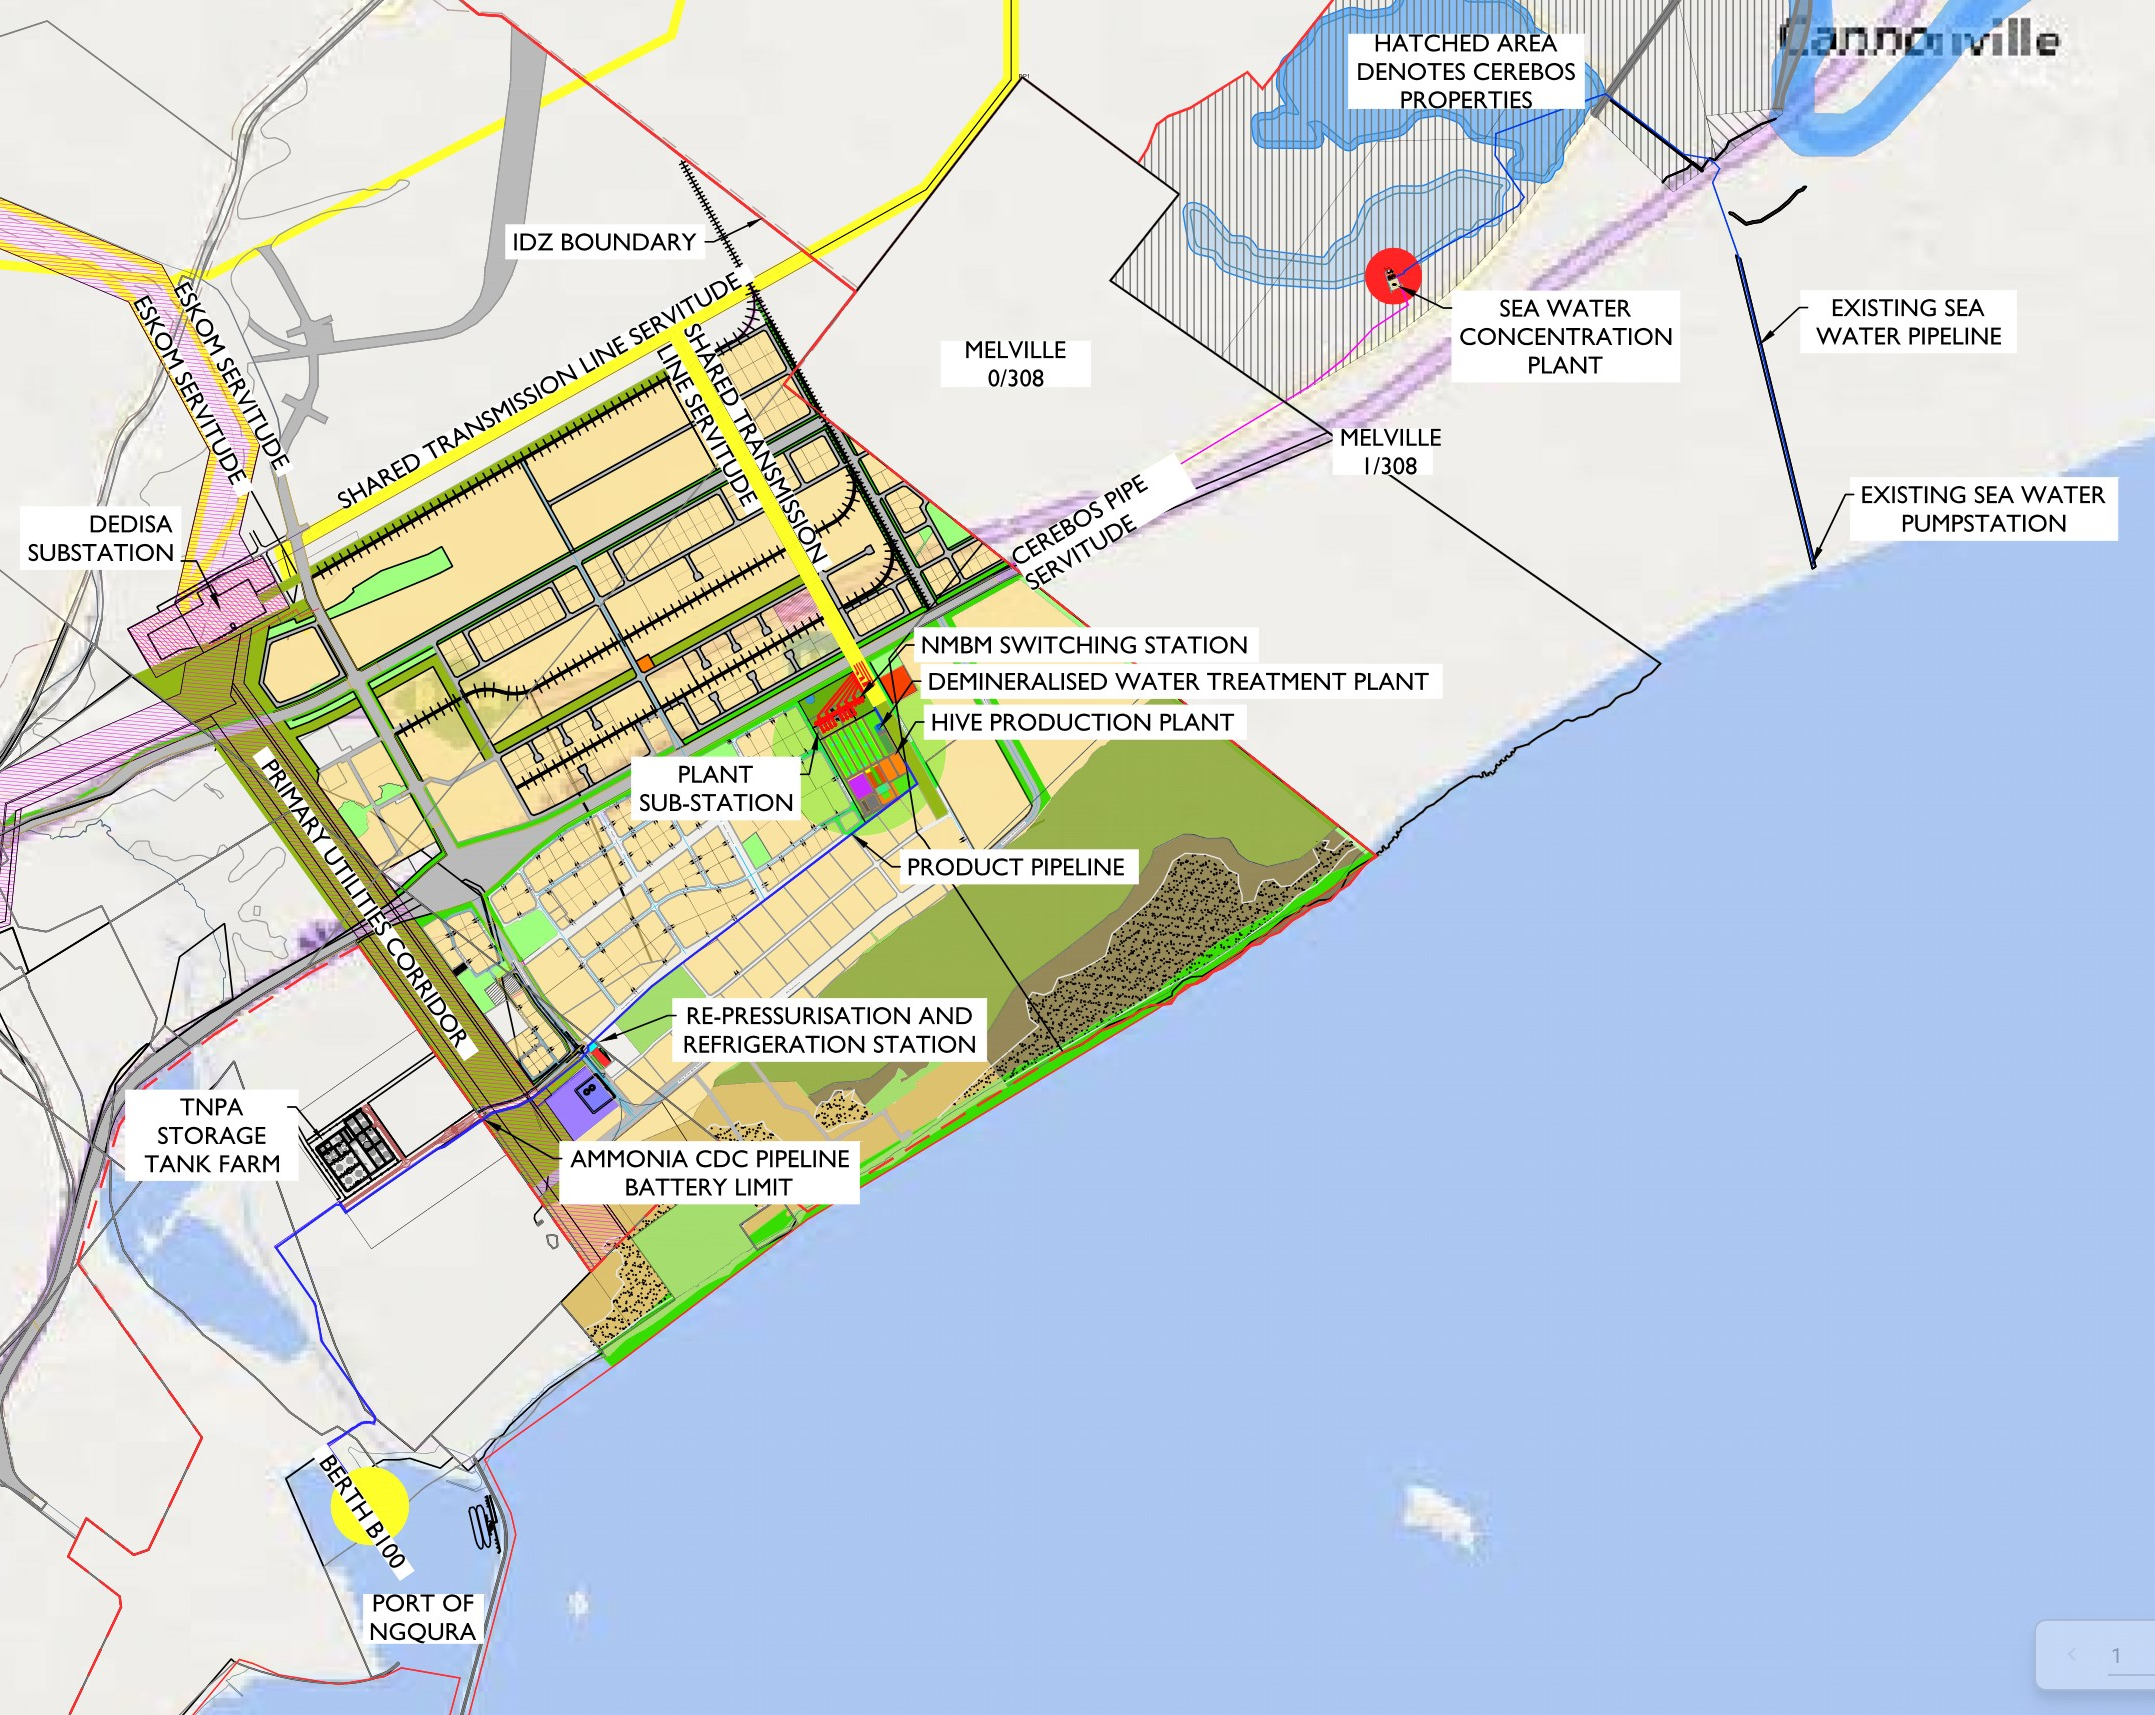 Cannonville
HATCHED AREA
DENOTES CEREBOS
PROPERTIES
IDZ BOUNDARY
ESKOM SERVITUDE
ESKOM SERVITUDE
SHARED TRANSMISSION LINE SERVITUDE
SHARED TRANSMISSION
LINE SERVITUDE
SEA WATER
CONCENTRATION
PLANT
EXISTING SEA
WATER PIPELINE
MELVILLE
0/308
MELVILLE
1/308
EXISTING SEA WATER
PUMPSTATION
DEDISA
SUBSTATION
CEREBOS PIPE
SERVITUDE
NMBM SWITCHING STATION
DEMINERALISED WATER TREATMENT PLANT
HIVE PRODUCTION PLANT
PLANT
SUB-STATION
PRIMARY UTILITIES CORRIDOR
PRODUCT PIPELINE
RE-PRESSURISATION AND
REFRIGERATION STATION
TNPA
STORAGE
TANK FARM
AMMONIA CDC PIPELINE
BATTERY LIMIT
BERTH B100
PORT OF
NGQURA
1